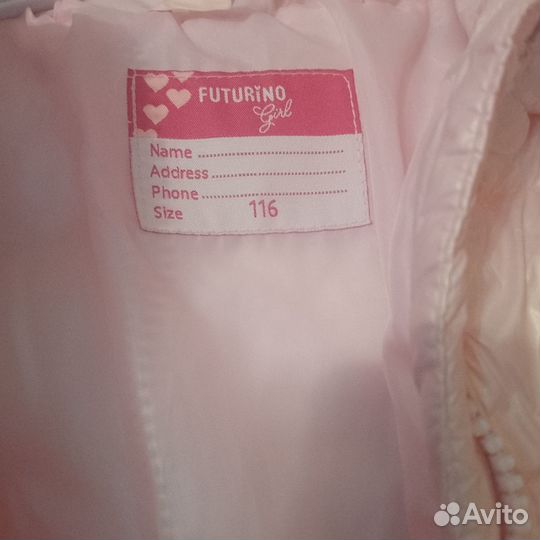 FUTURINO
Girl
Name ........................................
Address ....................................
Phone .......................................
Size 116
Avito